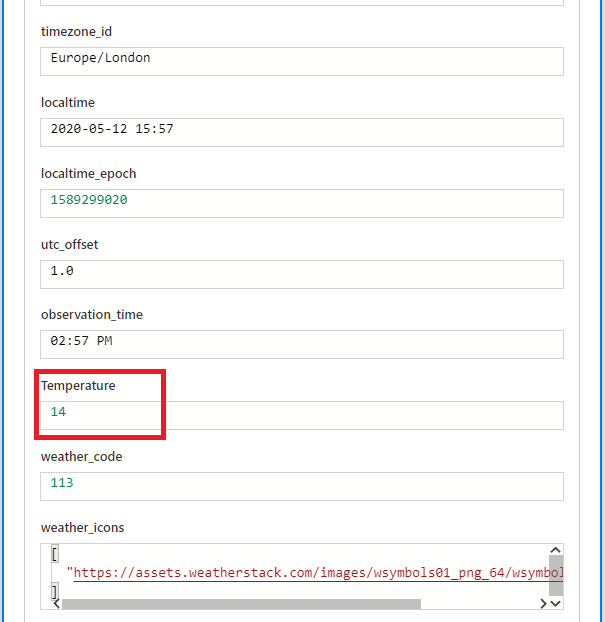 timezone_id
Europe/London
localtime
2020-05-12 15:57
localtime_epoch
1589299020
utc_offset
1.0
observation_time
02:57 PM
Temperature
14
weather_code
113
weather_icons
[
"https://assets.weatherstack.com/images/wsymbols01_png_64/wsymbol
]